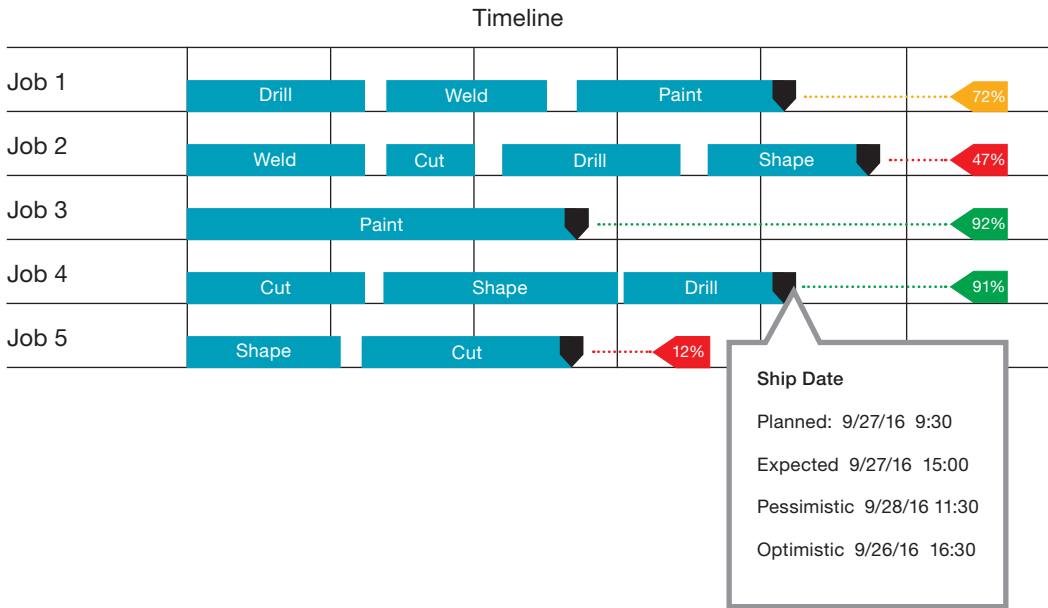 Timeline
Job 1
Drill Weld Paint 72%
Job 2
Weld Cut Drill Shape 47%
Job 3
Paint 92%
Job 4
Cut Shape Drill 91%
Job 5
Shape Cut 12%
Ship Date
Planned: 9/27/16 9:30
Expected 9/27/16 15:00
Pessimistic 9/28/16 11:30
Optimistic 9/26/16 16:30